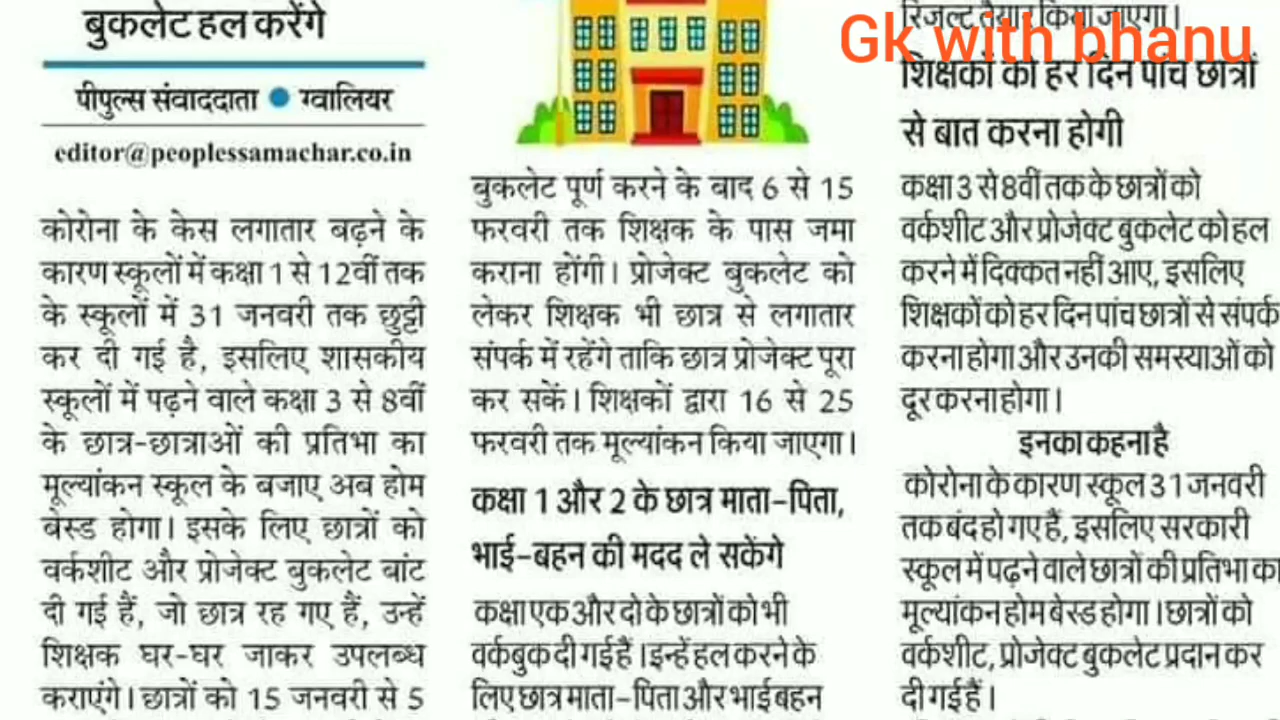 बुकलेट हल करेंगे
पीपुल्स संवाददाता ● ग्वालियर
editor@peoplessamachar.co.in
कोरोना के केस लगातार बढ़ने के
कारण स्कूलों में कक्षा 1 से 12वीं तक
के स्कूलों में 31 जनवरी तक छुट्टी
कर दी गई है, इसलिए शासकीय
स्कूलों में पढ़ने वाले कक्षा 3 से 8वीं
के छात्र-छात्राओं की प्रतिभा का
मूल्यांकन स्कूल के बजाए अब होम
बेस्ड होगा। इसके लिए छात्रों को
वर्कशीट और प्रोजेक्ट बुकलेट बांट
दी गई हैं, जो छात्र रह गए हैं, उन्हें
शिक्षक घर-घर जाकर उपलब्ध
कराएंगे। छात्रों को 15 जनवरी से 5
बुकलेट पूर्ण करने के बाद 6 से 15
फरवरी तक शिक्षक के पास जमा
कराना होंगी। प्रोजेक्ट बुकलेट को
लेकर शिक्षक भी छात्र से लगातार
संपर्क में रहेंगे ताकि छात्र प्रोजेक्ट पूरा
कर सकें। शिक्षकों द्वारा 16 से 25
फरवरी तक मूल्यांकन किया जाएगा।
कक्षा 1 और 2 के छात्र माता-पिता,
भाई-बहन की मदद ले सकेंगे
कक्षा एक और दो के छात्रों को भी
वर्कबुक दी गई हैं। इन्हें हल करने के
लिए छात्र माता-पिता और भाई बहन
रिजल्ट तैयार किया जाएगा।
Gk with bhanu
शिक्षकों को हर दिन पांच छात्रों
से बात करना होगी
कक्षा 3 से 8वीं तक के छात्रों को
वर्कशीट और प्रोजेक्ट बुकलेट को हल
करने में दिक्कत नहीं आए, इसलिए
शिक्षकों को हर दिन पांच छात्रों से संपर्क
करना होगा और उनकी समस्याओं को
दूर करना होगा।
इनका कहना है
कोरोना के कारण स्कूल 31 जनवरी
तक बंद हो गए हैं, इसलिए सरकारी
स्कूल में पढ़ने वाले छात्रों की प्रतिभा का
मूल्यांकन होम बेस्ड होगा। छात्रों को
वर्कशीट, प्रोजेक्ट बुकलेट प्रदान कर
दी गई हैं।